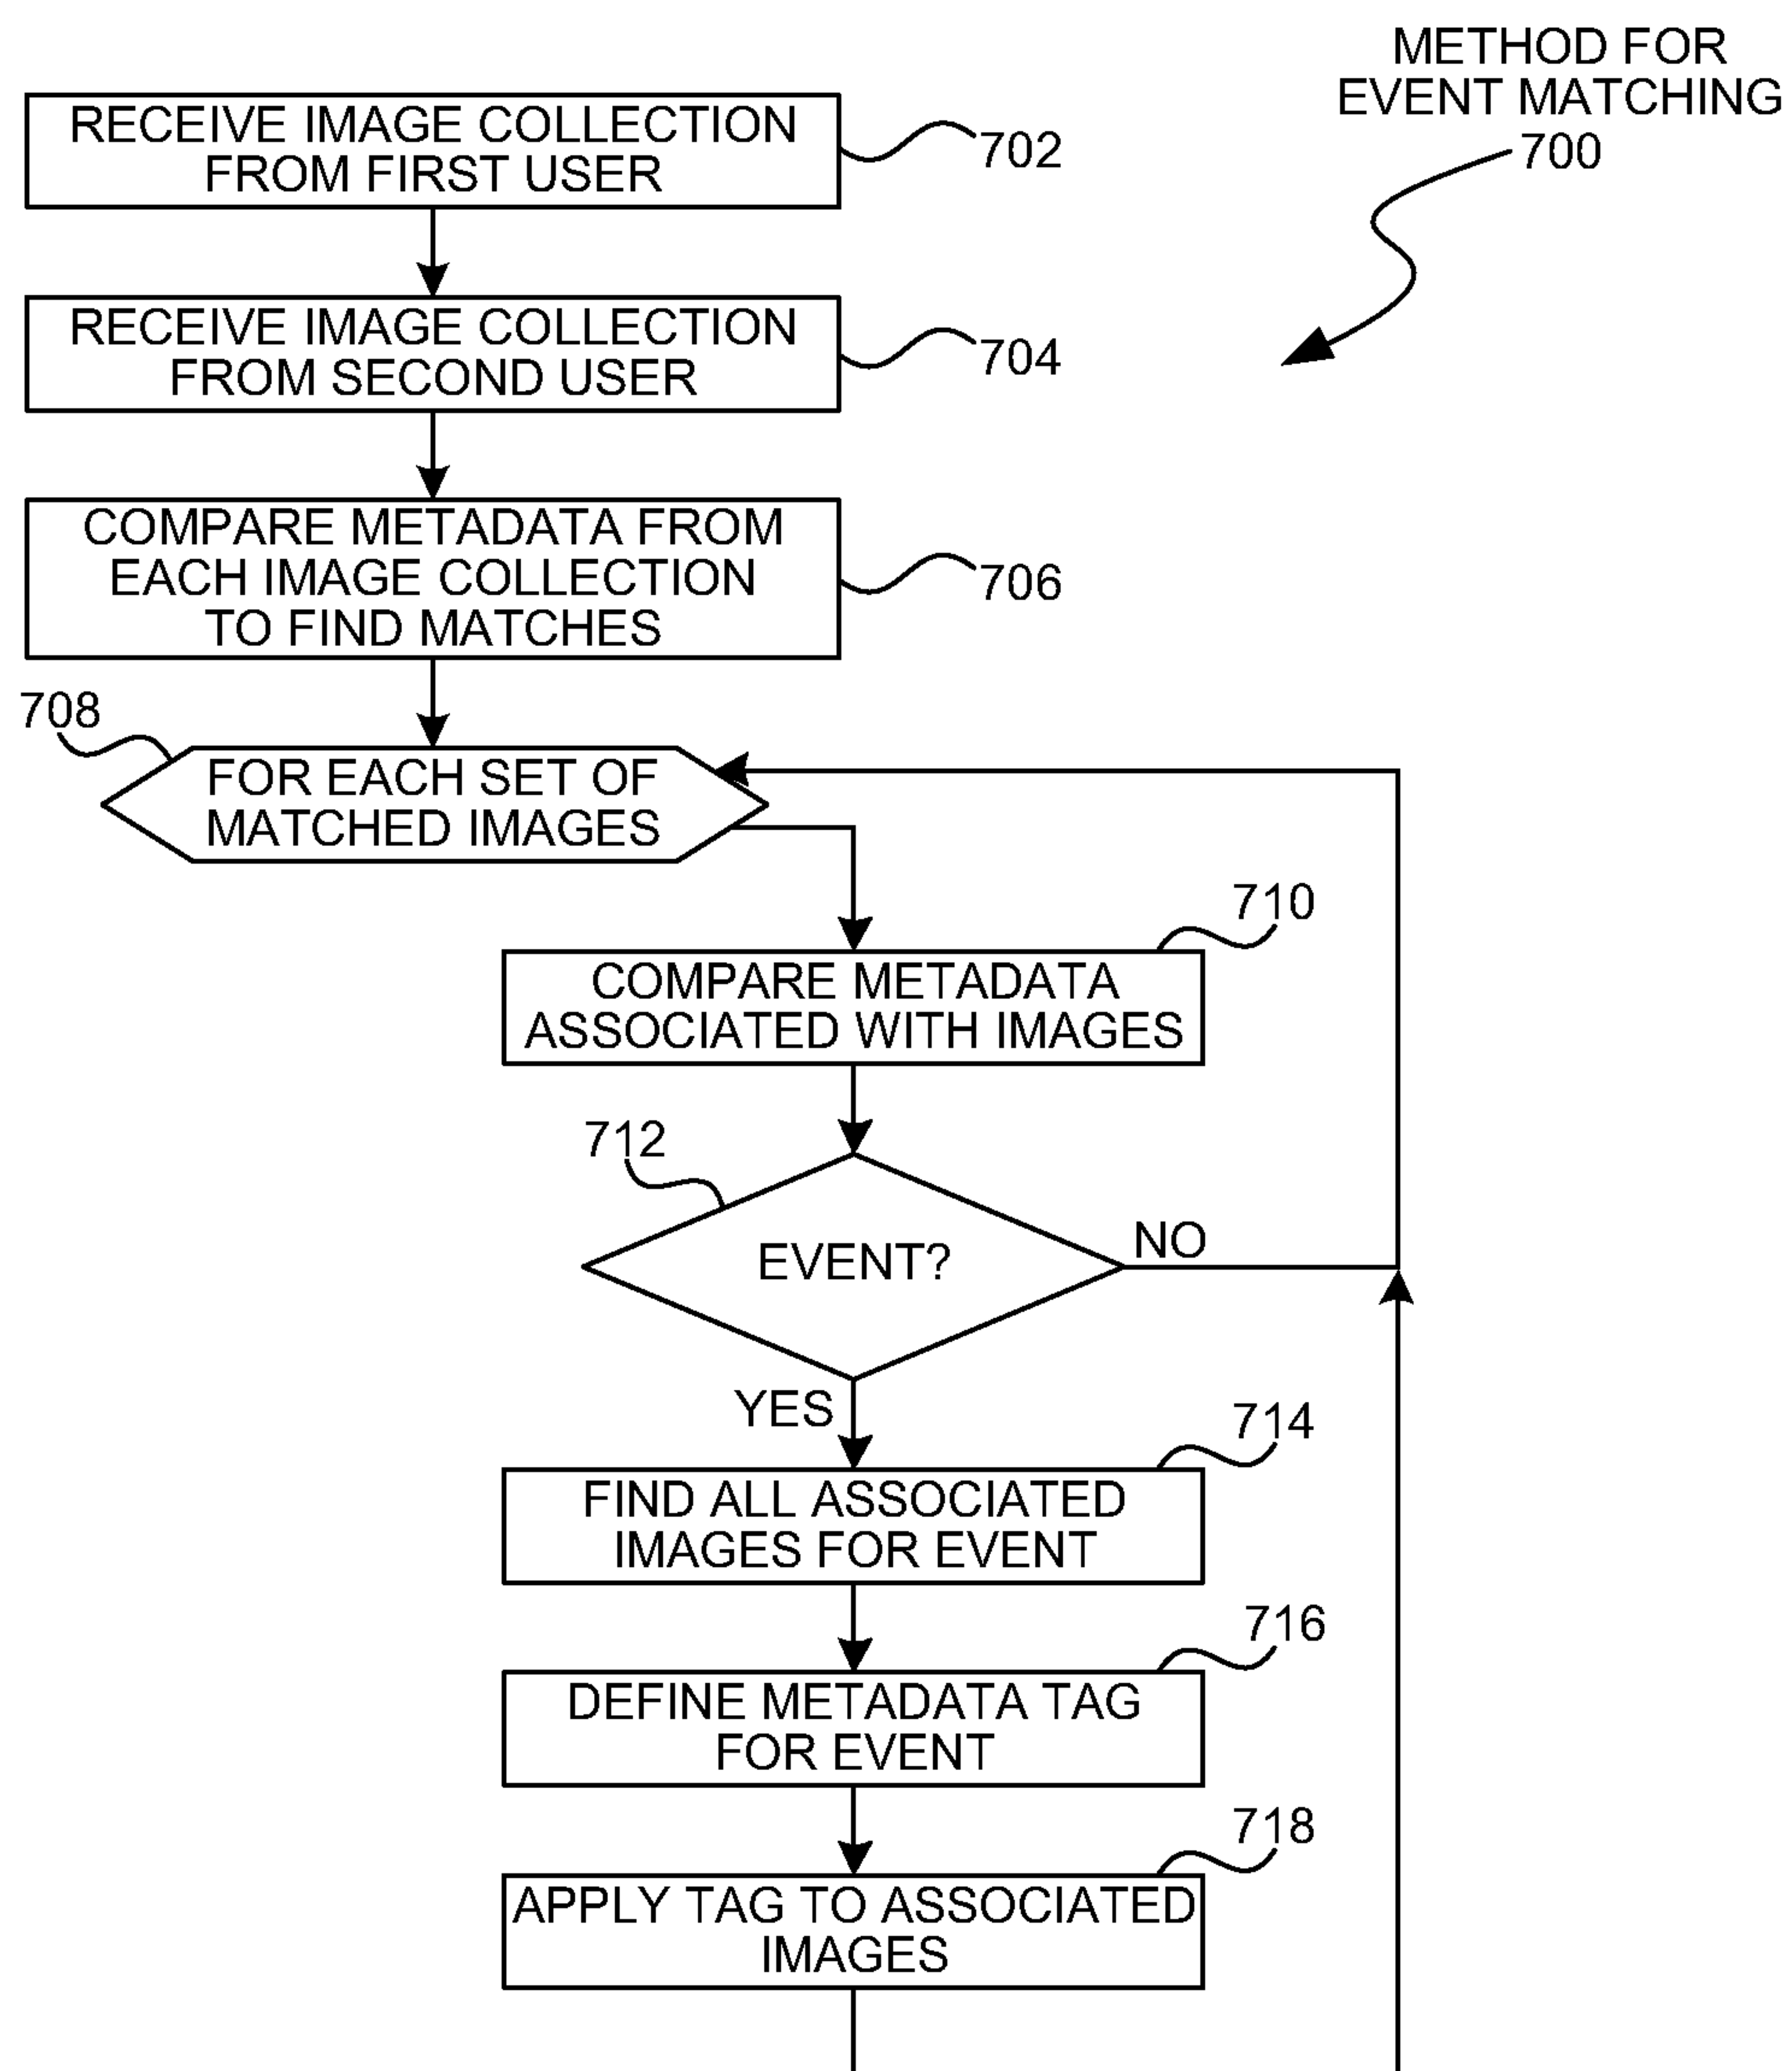 METHOD FOR
EVENT MATCHING
700
RECEIVE IMAGE COLLECTION
FROM FIRST USER
702
RECEIVE IMAGE COLLECTION
FROM SECOND USER
704
COMPARE METADATA FROM
EACH IMAGE COLLECTION
TO FIND MATCHES
706
708
FOR EACH SET OF
MATCHED IMAGES
710
COMPARE METADATA
ASSOCIATED WITH IMAGES
712
EVENT?
NO
YES
714
FIND ALL ASSOCIATED
IMAGES FOR EVENT
716
DEFINE METADATA TAG
FOR EVENT
718
APPLY TAG TO ASSOCIATED
IMAGES